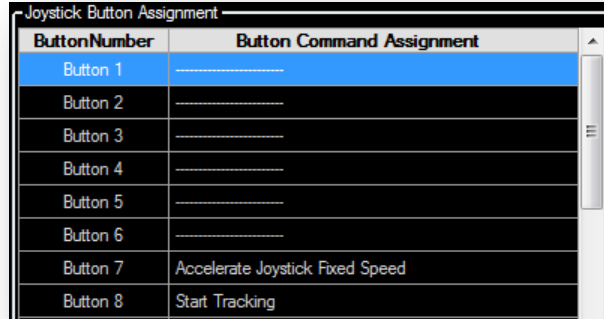 Joystick Button Assignment
ButtonNumber Button Command Assignment
Button 1 -----------------------
Button 2 -----------------------
Button 3 -----------------------
Button 4 -----------------------
Button 5 -----------------------
Button 6 -----------------------
Button 7 Accelerate Joystick Fixed Speed
Button 8 Start Tracking